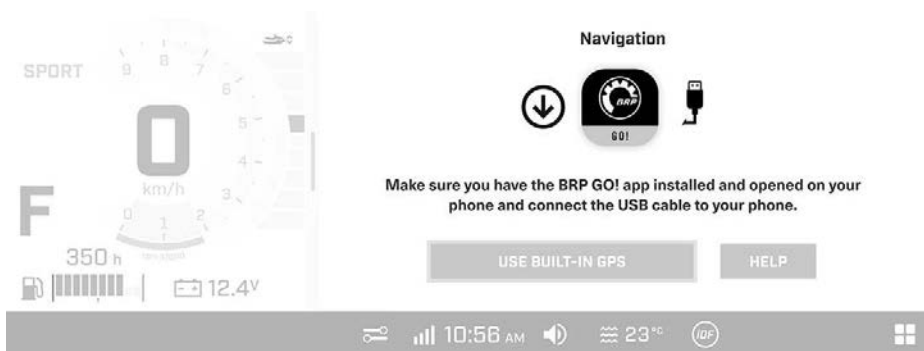 SPORT
9 8 7
6
5
4
3
0 1 2
0
km/h
F
350 h
12.4V
Navigation
BRP
GO!
Make sure you have the BRP GO! app installed and opened on your
phone and connect the USB cable to your phone.
USE BUILT-IN GPS
HELP
10:56 AM
23°C
iDF